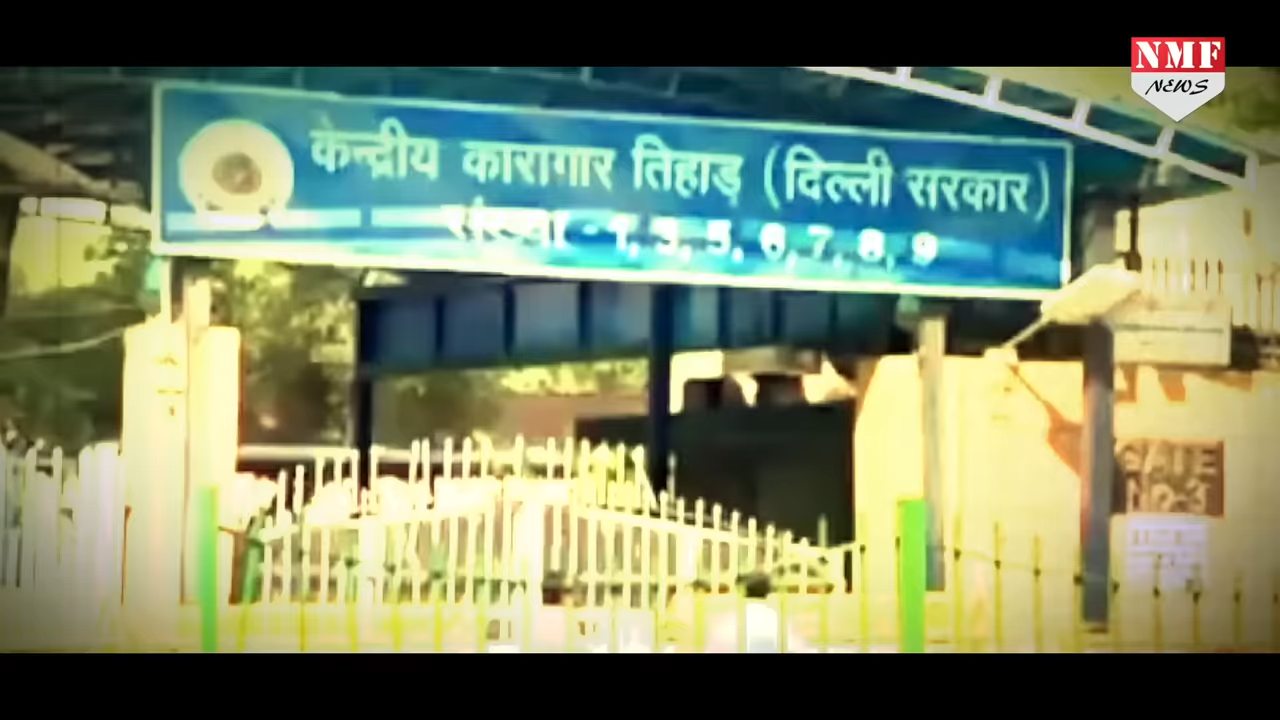 NMF
NEWS
केन्द्रीय कारागार तिहाड़ (दिल्ली सरकार)
संख्या - 1, 3, 5, 6, 7, 8, 9
GATE
NO-3